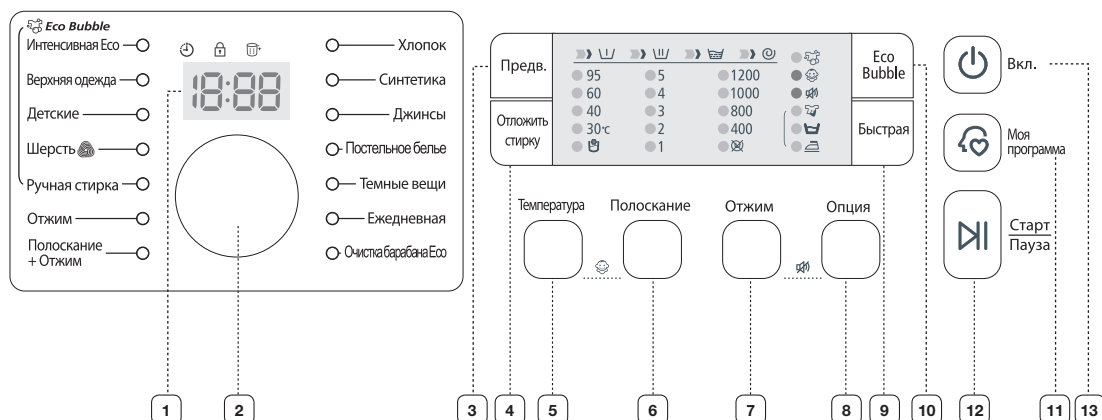 Eco Bubble
Интенсивная Eco
Верхняя одежда
Детские
Шерсть
Ручная стирка
Отжим
Полоскание
+ Отжим
18:88
Хлопок
Синтетика
Джинсы
Постельное белье
Темные вещи
Ежедневная
Очистка барабана Eco
Предв.
Отложить
стирку
95 5 1200
60 4 1000
40 3 800
30°c 2 400
1
Eco
Bubble
Быстрая
Температура Полоскание Отжим Опция
Вкл.
Моя
программа
Старт
Пауза
1 2 3 4 5 6 7 8 9 10 12 11 13